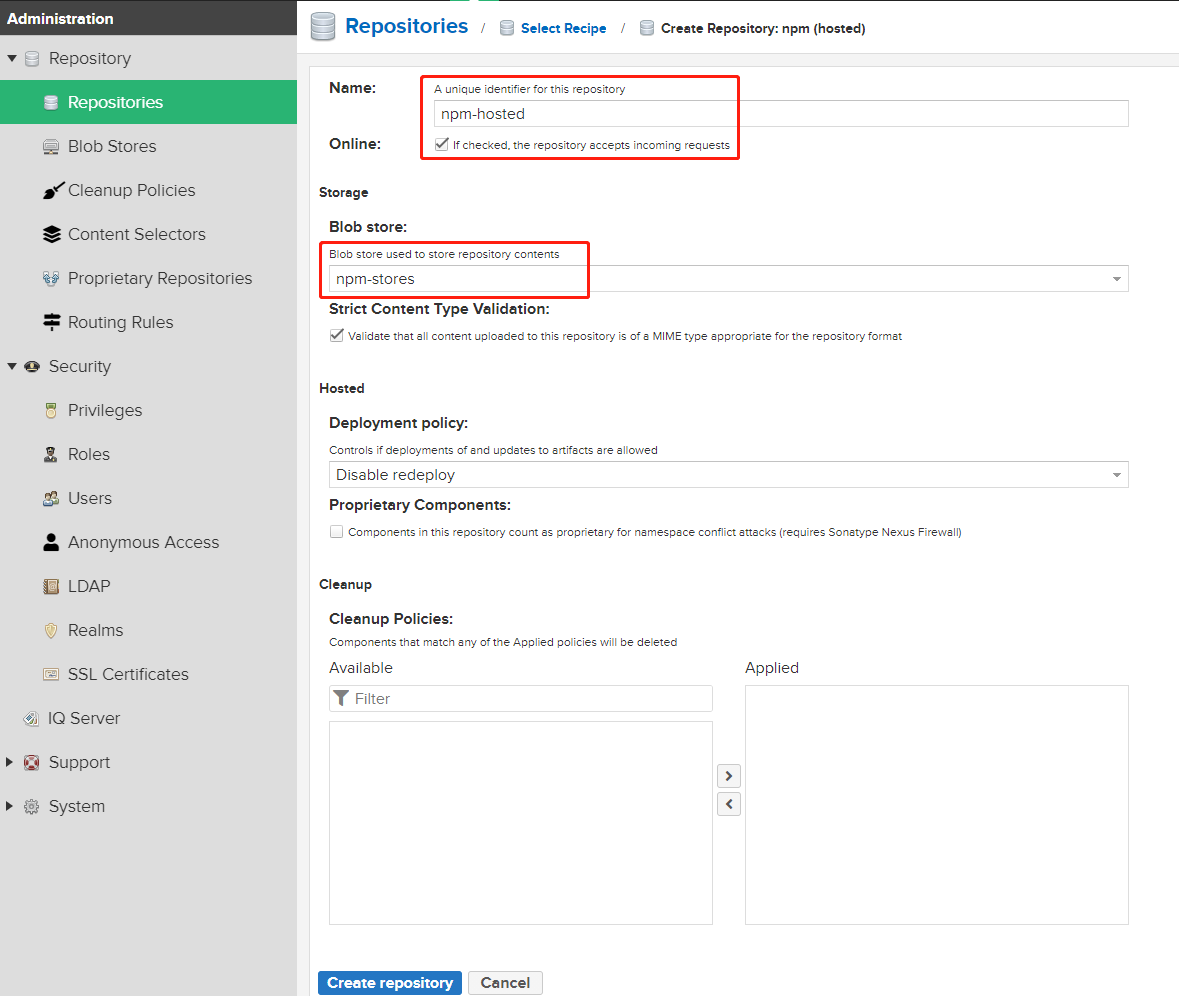 Administration
Repository
Repositories
Blob Stores
Cleanup Policies
Content Selectors
Proprietary Repositories
Routing Rules
Security
Privileges
Roles
Users
Anonymous Access
LDAP
Realms
SSL Certificates
IQ Server
Support
System
Repositories / Select Recipe / Create Repository: npm (hosted)
Name:
A unique identifier for this repository
npm-hosted
Online:
If checked, the repository accepts incoming requests
Storage
Blob store:
Blob store used to store repository contents
npm-stores
Strict Content Type Validation:
Validate that all content uploaded to this repository is of a MIME type appropriate for the repository format
Hosted
Deployment policy:
Controls if deployments of and updates to artifacts are allowed
Disable redeploy
Proprietary Components:
Components in this repository count as proprietary for namespace conflict attacks (requires Sonatype Nexus Firewall)
Cleanup
Cleanup Policies:
Components that match any of the Applied policies will be deleted
Available
Filter
Applied
Create repository
Cancel